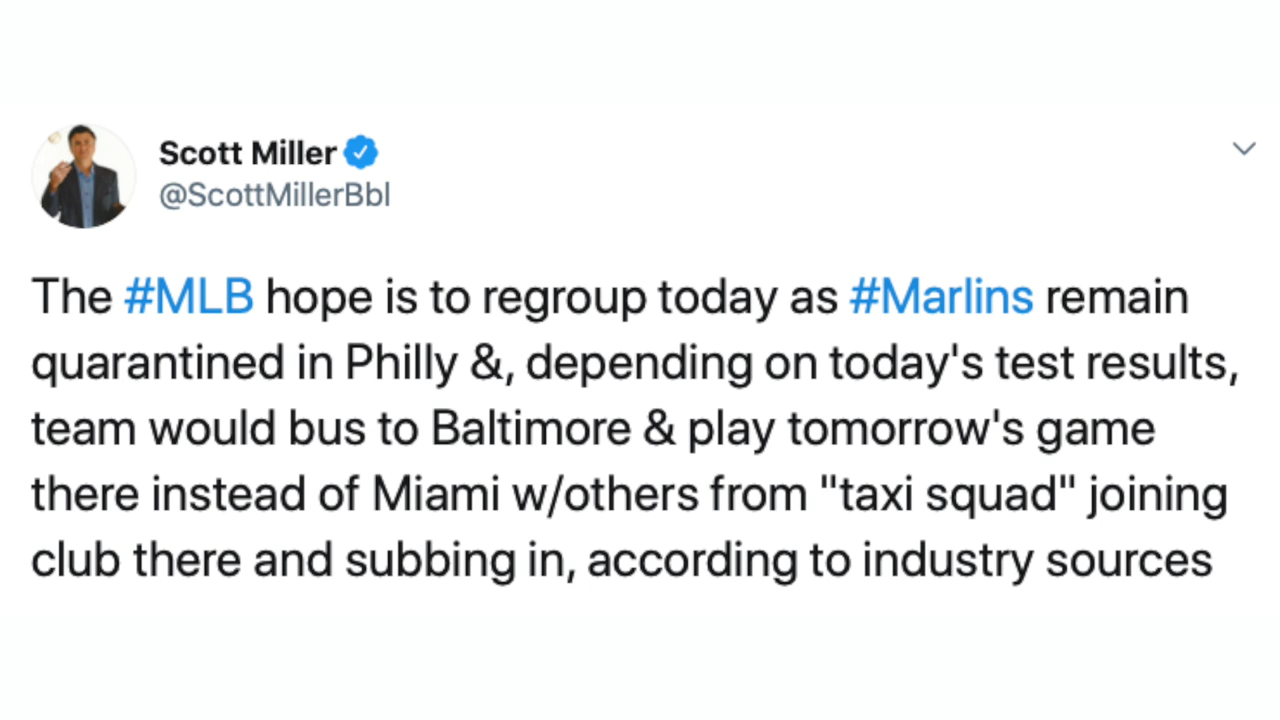 Scott Miller
@ScottMillerBbl
The #MLB hope is to regroup today as #Marlins remain
quarantined in Philly &, depending on today's test results,
team would bus to Baltimore & play tomorrow's game
there instead of Miami w/others from "taxi squad" joining
club there and subbing in, according to industry sources